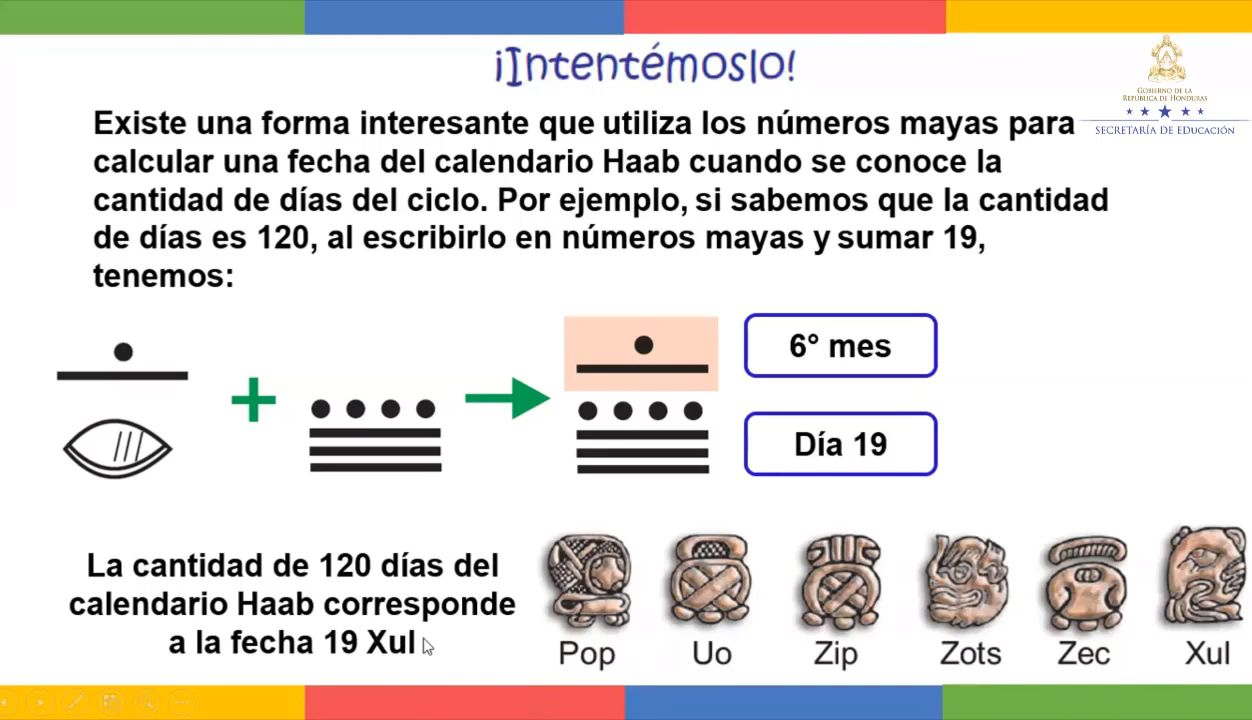 ¡Intentémoslo!
GOBIERNO DE LA
REPÚBLICA DE HONDURAS
SECRETARÍA DE EDUCACIÓN
Existe una forma interesante que utiliza los números mayas para
calcular una fecha del calendario Haab cuando se conoce la
cantidad de días del ciclo. Por ejemplo, si sabemos que la cantidad
de días es 120, al escribirlo en números mayas y sumar 19,
tenemos:
+
6° mes
Día 19
La cantidad de 120 días del
calendario Haab corresponde
a la fecha 19 Xul
Pop Uo Zip Zots Zec Xul